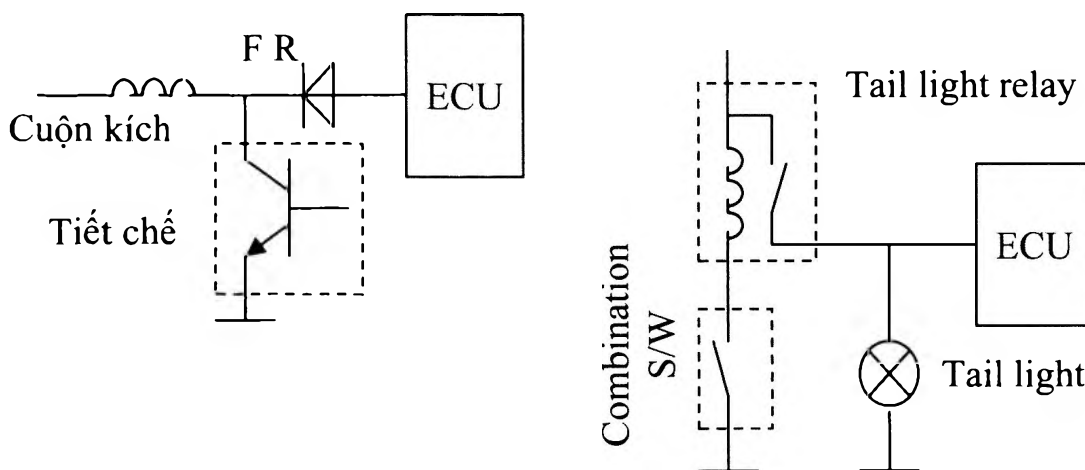 F R
ECU
Cuộn kích
Tiết chế
Tail light relay
ECU
Combination
S/W
Tail light